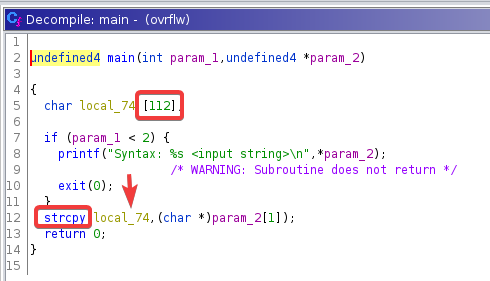 Decompile: main - (ovrflw)
1
2 undefined4 main(int param_1,undefined4 *param_2)
3
4 {
5 char local_74 [112];
6
7 if (param_1 < 2) {
8 printf("Syntax: %s <input string>\n",*param_2);
9 /* WARNING: Subroutine does not return */
10 exit(0);
11 }
12 strcpy(local_74,(char *)param_2[1]);
13 return 0;
14 }
15